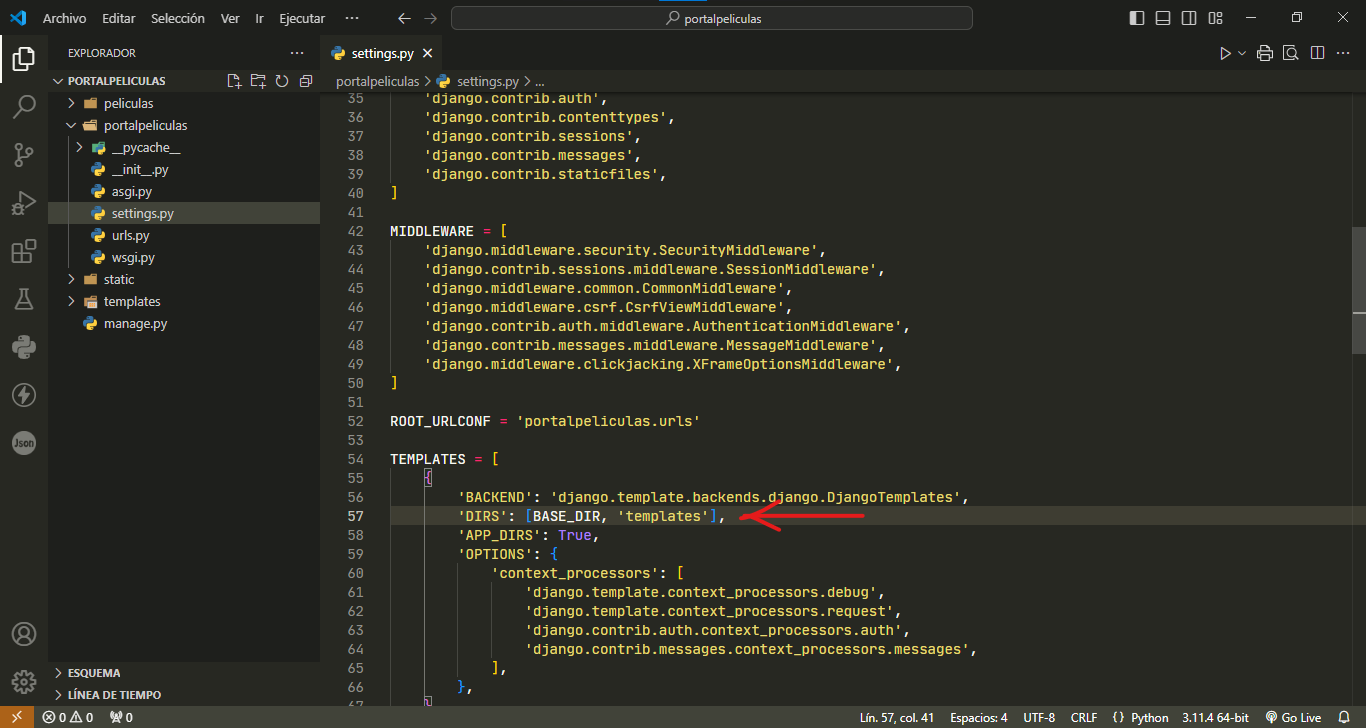 Archivo Editar Selección Ver Ir Ejecutar ···
portalpeliculas
EXPLORADOR
PORTALPELICULAS
peliculas
portalpeliculas
__pycache__
__init__.py
asgi.py
settings.py
urls.py
wsgi.py
static
templates
manage.py
ESQUEMA
LÍNEA DE TIEMPO
settings.py
portalpeliculas > settings.py > ...
35 'django.contrib.auth',
36 'django.contrib.contenttypes',
37 'django.contrib.sessions',
38 'django.contrib.messages',
39 'django.contrib.staticfiles',
40 ]
41
42 MIDDLEWARE = [
43 'django.middleware.security.SecurityMiddleware',
44 'django.contrib.sessions.middleware.SessionMiddleware',
45 'django.middleware.common.CommonMiddleware',
46 'django.middleware.csrf.CsrfViewMiddleware',
47 'django.contrib.auth.middleware.AuthenticationMiddleware',
48 'django.contrib.messages.middleware.MessageMiddleware',
49 'django.middleware.clickjacking.XFrameOptionsMiddleware',
50 ]
51
52 ROOT_URLCONF = 'portalpeliculas.urls'
53
54 TEMPLATES = [
55 {
56 'BACKEND': 'django.template.backends.django.DjangoTemplates',
57 'DIRS': [BASE_DIR, 'templates'],
58 'APP_DIRS': True,
59 'OPTIONS': {
60 'context_processors': [
61 'django.template.context_processors.debug',
62 'django.template.context_processors.request',
63 'django.contrib.auth.context_processors.auth',
64 'django.contrib.messages.context_processors.messages',
65 ],
66 },
67 }
Json
0 0 0 Lín. 57, col. 41 Espacios: 4 UTF-8 CRLF {} Python 3.11.4 64-bit Go Live